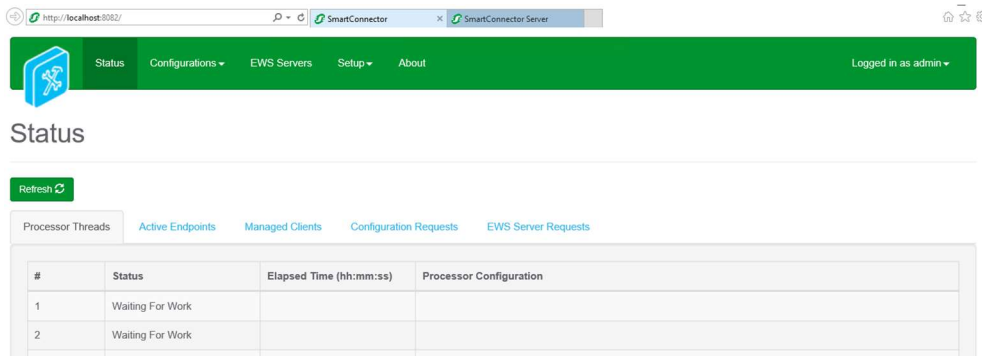 http://localhost:8082/ SmartConnector SmartConnector Server
Status Configurations EWS Servers Setup About Logged in as admin
Status
Refresh
Processor Threads Active Endpoints Managed Clients Configuration Requests EWS Server Requests
# Status Elapsed Time (hh:mm:ss) Processor Configuration
1 Waiting For Work
2 Waiting For Work